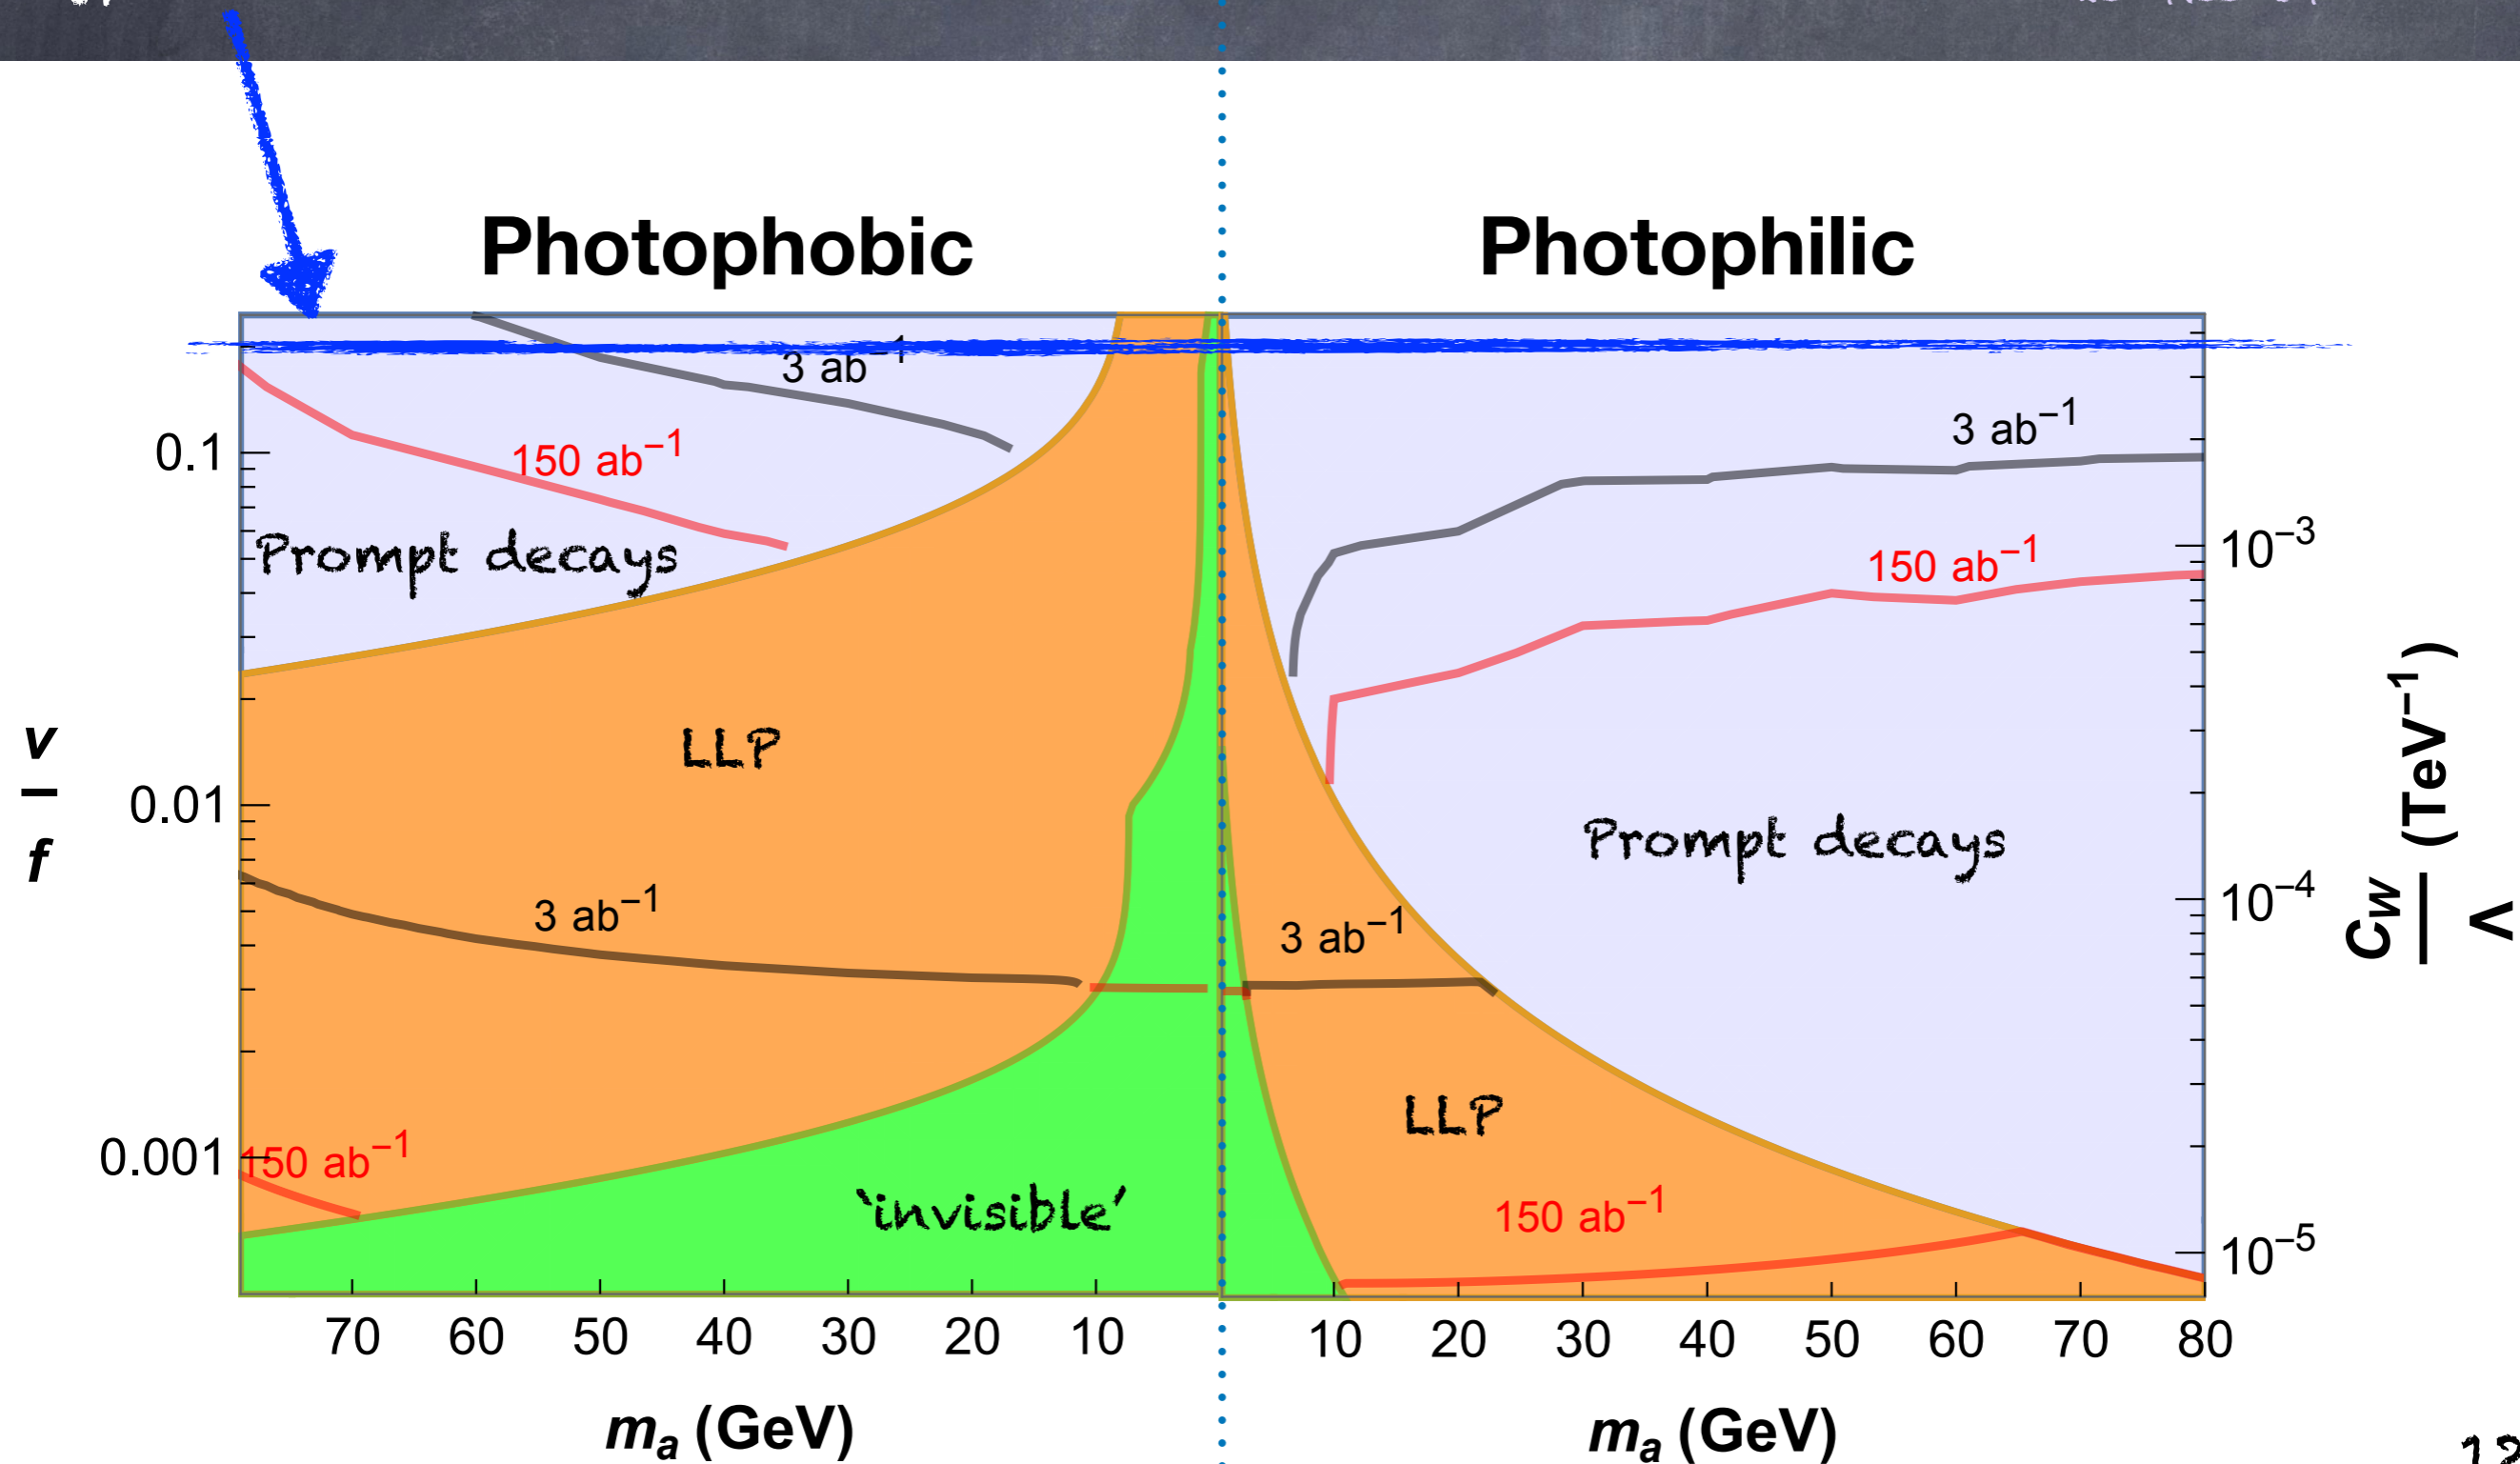 Photophobic Photophilic
3 ab⁻¹
3 ab⁻¹
0.1
150 ab⁻¹
Prompt decays
10⁻³
150 ab⁻¹
LLP
v
f
0.01
Prompt decays
C_W
Λ
(TeV⁻¹)
3 ab⁻¹
3 ab⁻¹
10⁻⁴
LLP
0.001
150 ab⁻¹
'invisible'
150 ab⁻¹
10⁻⁵
70 60 50 40 30 20 10 10 20 30 40 50 60 70 80
mₐ (GeV) mₐ (GeV)